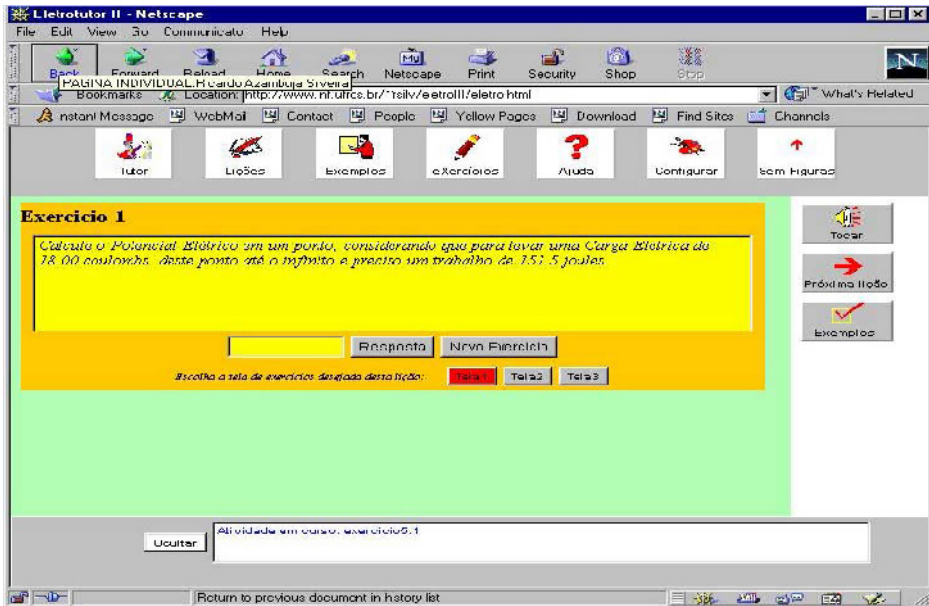 Eletrotutor II - Netscape
File Edit View Go Communicator Help
Back Forward Reload Home Search Netscape Print Security Shop Stop
PAGINA INDIVIDUAL:Ricardo Azambuja Silveira
Bookmarks Location: http://www.inf.ufrgs.br/~rsilv/eletroIII/eletro.html What's Related
Instant Message WebMail Contact People Yellow Pages Download Find Sites Channels
Tutor Lições Exemplos eXercícios Ajuda Configurar Sem Figuras
Exercicio 1
Calcule o Potencial Elétrico em um ponto, considerando que para levar uma Carga Elétrica de
18.00 coulombs, deste ponto até o infinito e preciso um trabalho de 151.5 joules
Resposta Novo Exercício
Escolha a tela de exercícios desejada desta lição: Tela1 Tela2 Tela3
Tocar
Próxima lição
Exemplos
Ocultar
Atividade em curso: exercicio5.1
Return to previous document in history list